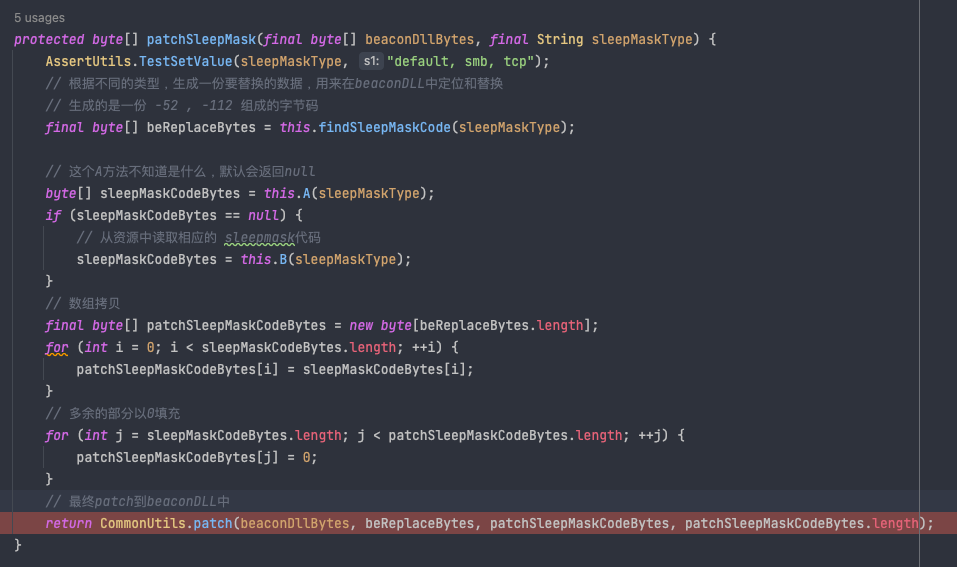 5 usages
protected byte[] patchSleepMask(final byte[] beaconDllBytes, final String sleepMaskType) {
AssertUtils.TestSetValue(sleepMaskType, s1: "default, smb, tcp");
// 根据不同的类型，生成一份要替换的数据，用来在beaconDLL中定位和替换
// 生成的是一份 -52 , -112 组成的字节码
final byte[] beReplaceBytes = this.findSleepMaskCode(sleepMaskType);
// 这个A方法不知道是什么，默认会返回null
byte[] sleepMaskCodeBytes = this.A(sleepMaskType);
if (sleepMaskCodeBytes == null) {
// 从资源中读取相应的 sleepmask代码
sleepMaskCodeBytes = this.B(sleepMaskType);
}
// 数组拷贝
final byte[] patchSleepMaskCodeBytes = new byte[beReplaceBytes.length];
for (int i = 0; i < sleepMaskCodeBytes.length; ++i) {
patchSleepMaskCodeBytes[i] = sleepMaskCodeBytes[i];
}
// 多余的部分以0填充
for (int j = sleepMaskCodeBytes.length; j < patchSleepMaskCodeBytes.length; ++j) {
patchSleepMaskCodeBytes[j] = 0;
}
// 最终patch到beaconDLL中
return CommonUtils.patch(beaconDllBytes, beReplaceBytes, patchSleepMaskCodeBytes, patchSleepMaskCodeBytes.length);
}